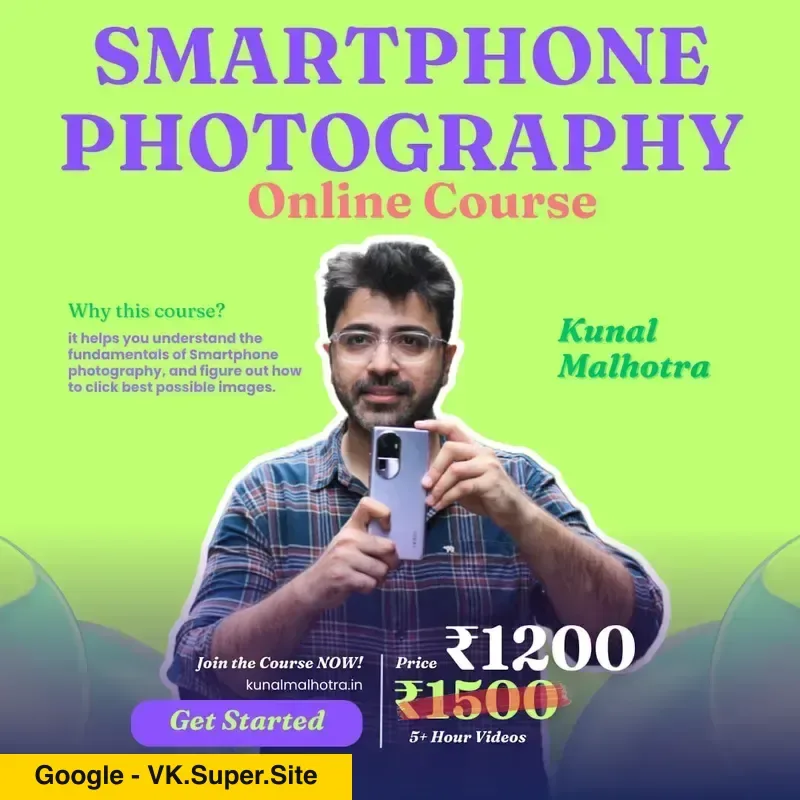 SMARTPHONE
PHOTOGRAPHY
Online Course
Why this course?
it helps you understand the
fundamentals of Smartphone
photography, and figure out how
to click best possible images.
Kunal
Malhotra
Join the Course NOW!
kunalmalhotra.in
Get Started
Price ₹1200
₹1500
5+ Hour Videos
Google - VK.Super.Site